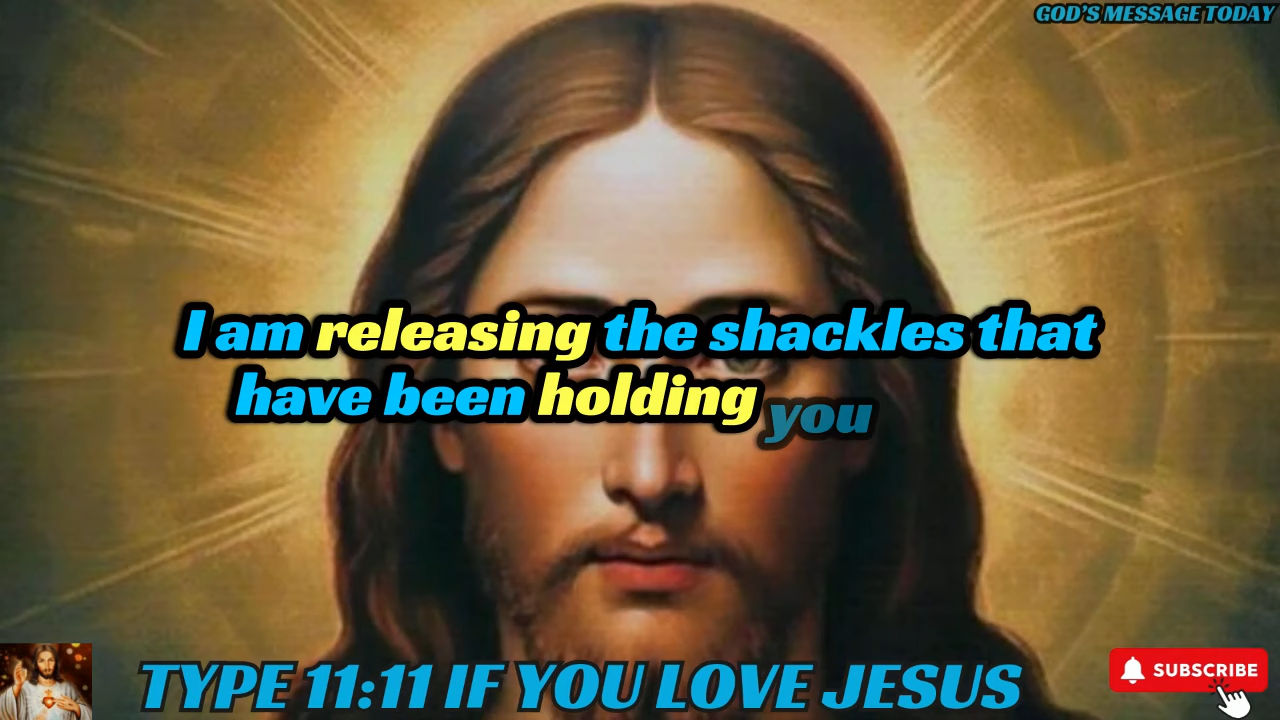 GOD'S MESSAGE TODAY
I am releasing the shackles that
have been holding you
TYPE 11:11 IF YOU LOVE JESUS
SUBSCRIBE